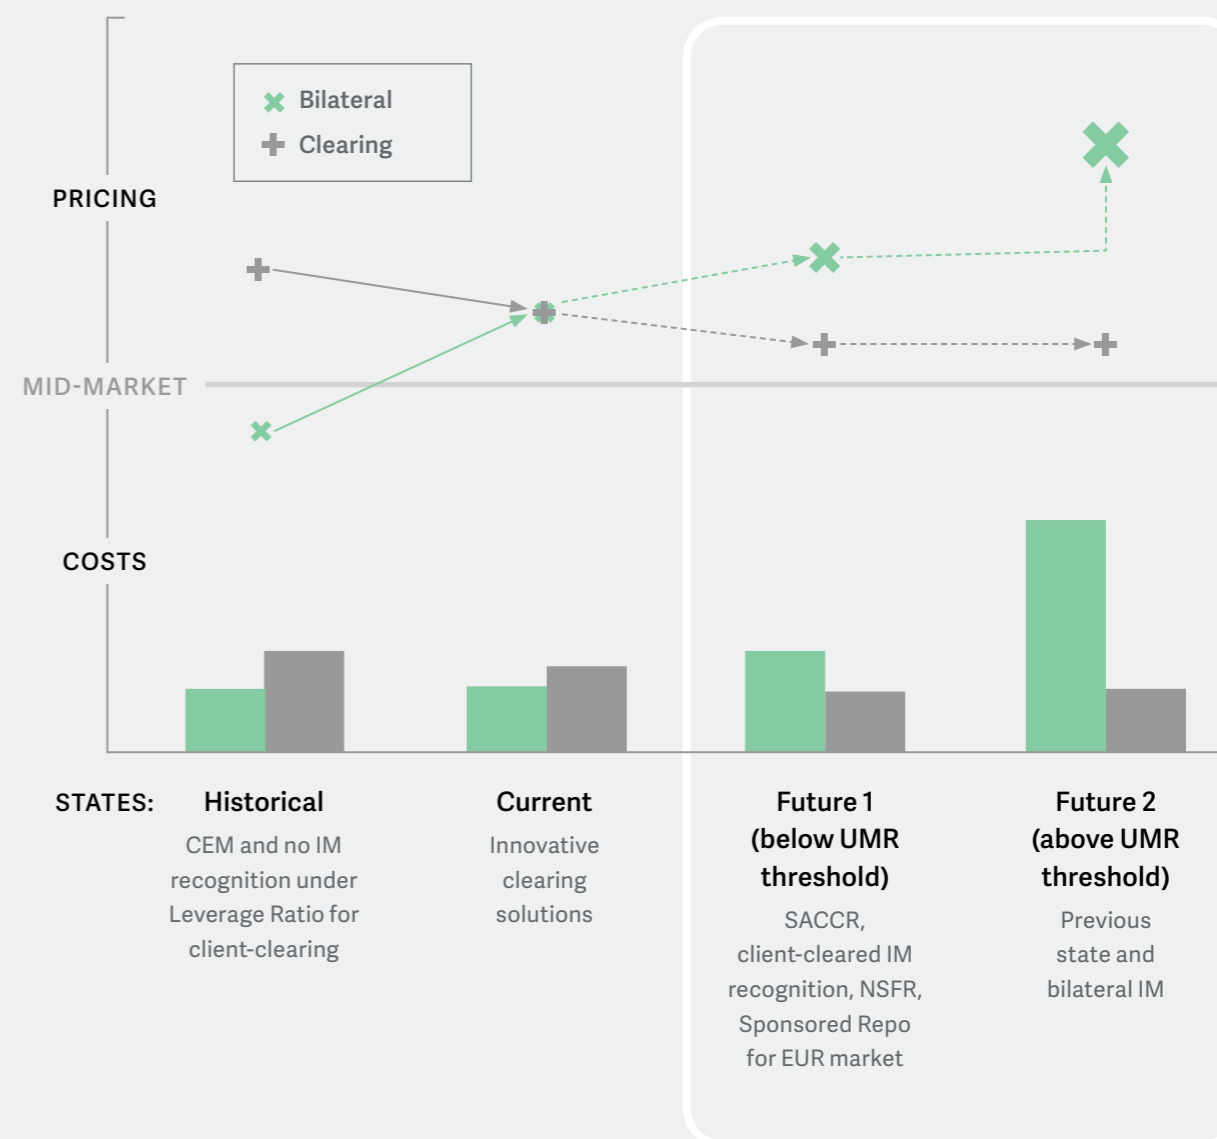 Bilateral
Clearing
PRICING
MID-MARKET
COSTS
STATES:
Historical
CEM and no IM
recognition under
Leverage Ratio for
client-clearing
Current
Innovative
clearing
solutions
Future 1
(below UMR
threshold)
SACCR,
client-cleared IM
recognition, NSFR,
Sponsored Repo
for EUR market
Future 2
(above UMR
threshold)
Previous
state and
bilateral IM